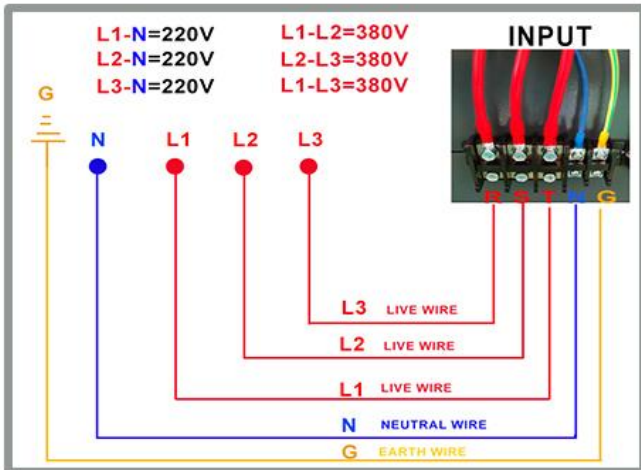 L1-N=220V L1-L2=380V INPUT
L2-N=220V L2-L3=380V
L3-N=220V L1-L3=380V
G
N L1 L2 L3
R S T N G
L3 LIVE WIRE
L2 LIVE WIRE
L1 LIVE WIRE
N NEUTRAL WIRE
G EARTH WIRE